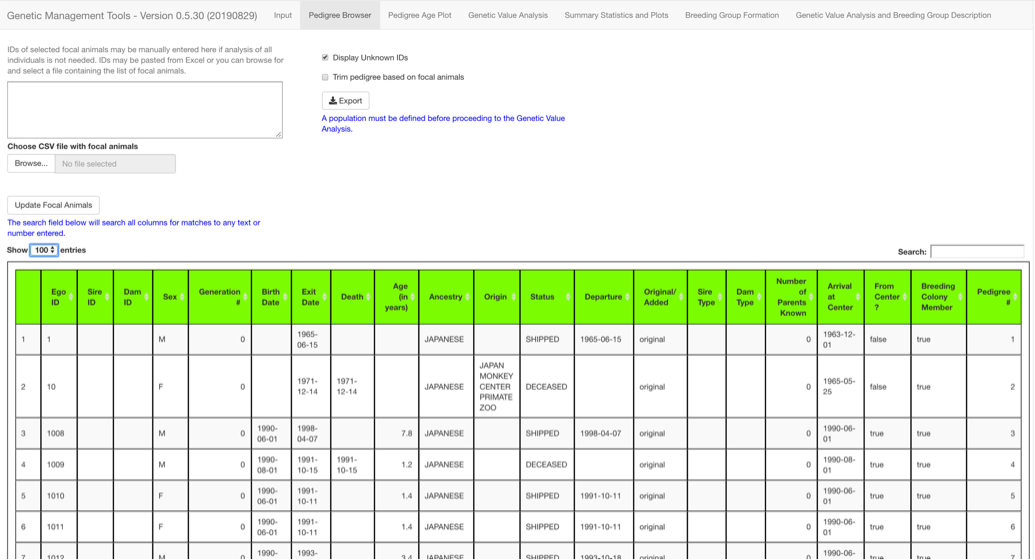 Genetic Management Tools - Version 0.5.30 (20190829) Input Pedigree Browser Pedigree Age Plot Genetic Value Analysis Summary Statistics and Plots Breeding Group Formation Genetic Value Analysis and Breeding Group Description
IDs of selected focal animals may be manually entered here if analysis of all
individuals is not needed. IDs may be pasted from Excel or you can browse for
and select a file containing the list of focal animals.
Choose CSV file with focal animals
Browse... No file selected
Update Focal Animals
The search field below will search all columns for matches to any text or
number entered.
Display Unknown IDs
Trim pedigree based on focal animals
Export
A population must be defined before proceeding to the Genetic Value
Analysis.
Show 100 entries
Search:
Ego ID Sire ID Dam ID Sex Generation # Birth Date Exit Date Death Age (in years) Ancestry Origin Status Departure Original/Added Sire Type Dam Type Number of Parents Known Arrival at Center From Center ? Breeding Colony Member Pedigree #
1 1 M 0 1965-06-15 JAPANESE SHIPPED 1965-06-15 original 0 1963-12-01 false true 1
2 10 F 0 1971-12-14 1971-12-14 JAPANESE JAPAN MONKEY CENTER PRIMATE ZOO DECEASED original 0 1965-05-25 false true 2
3 1008 M 0 1990-06-01 1998-04-07 7.8 JAPANESE SHIPPED 1998-04-07 original 0 1990-06-01 true true 3
4 1009 M 0 1990-08-01 1991-10-15 1991-10-15 1.2 JAPANESE DECEASED original 0 1990-08-01 true true 4
5 1010 F 0 1990-06-01 1991-10-11 1.4 JAPANESE SHIPPED 1991-10-11 original 0 1990-06-01 true true 5
6 1011 F 0 1990-06-01 1991-10-11 1.4 JAPANESE SHIPPED 1991-10-11 original 0 1990-06-01 true true 6
7 1012 M 0 1990- 1993- 3.4 JAPANESE SHIPPED 1993-10-18 original 0 1990-06- true true 7